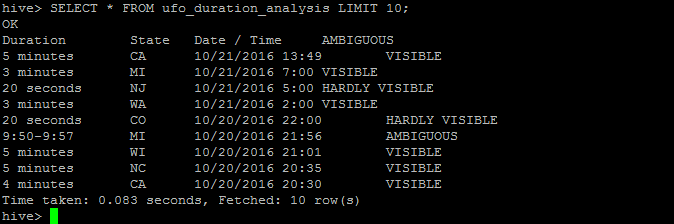 hive> SELECT * FROM ufo_duration_analysis LIMIT 10;
OK
Duration State Date / Time AMBIGUOUS
5 minutes CA 10/21/2016 13:49 VISIBLE
3 minutes MI 10/21/2016 7:00 VISIBLE
20 seconds NJ 10/21/2016 5:00 HARDLY VISIBLE
3 minutes WA 10/21/2016 2:00 VISIBLE
20 seconds CO 10/20/2016 22:00 HARDLY VISIBLE
9:50-9:57 MI 10/20/2016 21:56 AMBIGUOUS
5 minutes WI 10/20/2016 21:01 VISIBLE
5 minutes NC 10/20/2016 20:35 VISIBLE
4 minutes CA 10/20/2016 20:30 VISIBLE
Time taken: 0.083 seconds, Fetched: 10 row(s)
hive>